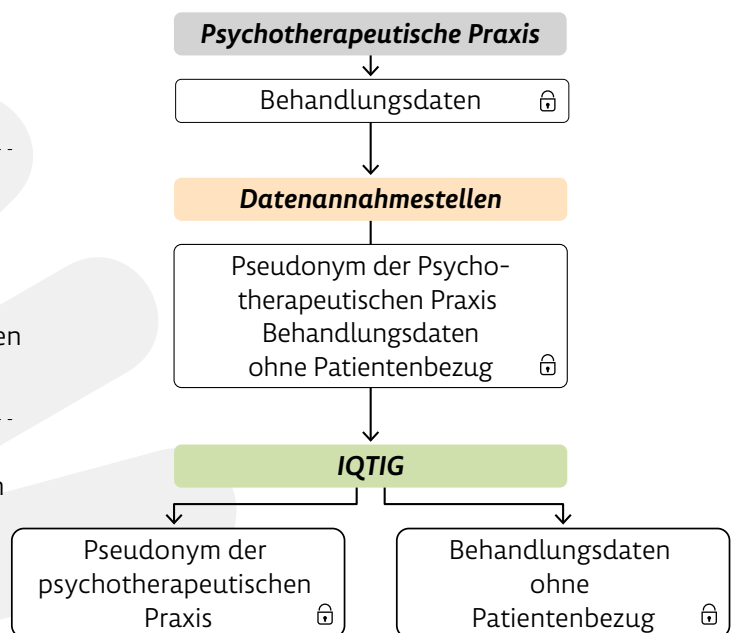 Psychotherapeutische Praxis
Behandlungsdaten
Datenannahmestellen
Pseudonym der Psycho-
therapeutischen Praxis
Behandlungsdaten
ohne Patientenbezug
en
IQTIG
n
Pseudonym der
psychotherapeutischen
Praxis
Behandlungsdaten
ohne
Patientenbezug